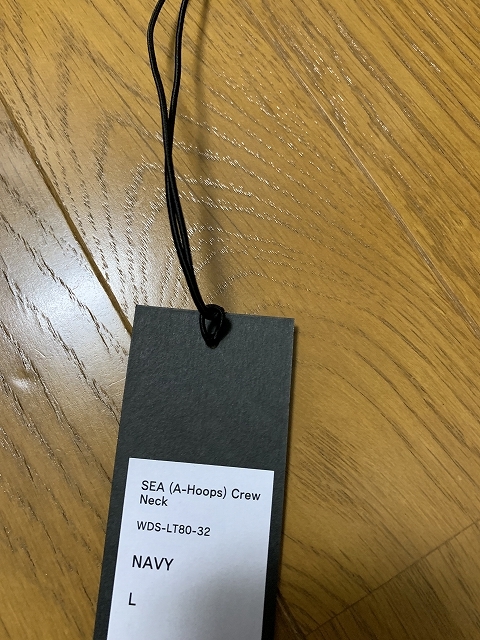 SEA (A-Hoops) Crew
Neck
WDS-LT80-32
NAVY
L